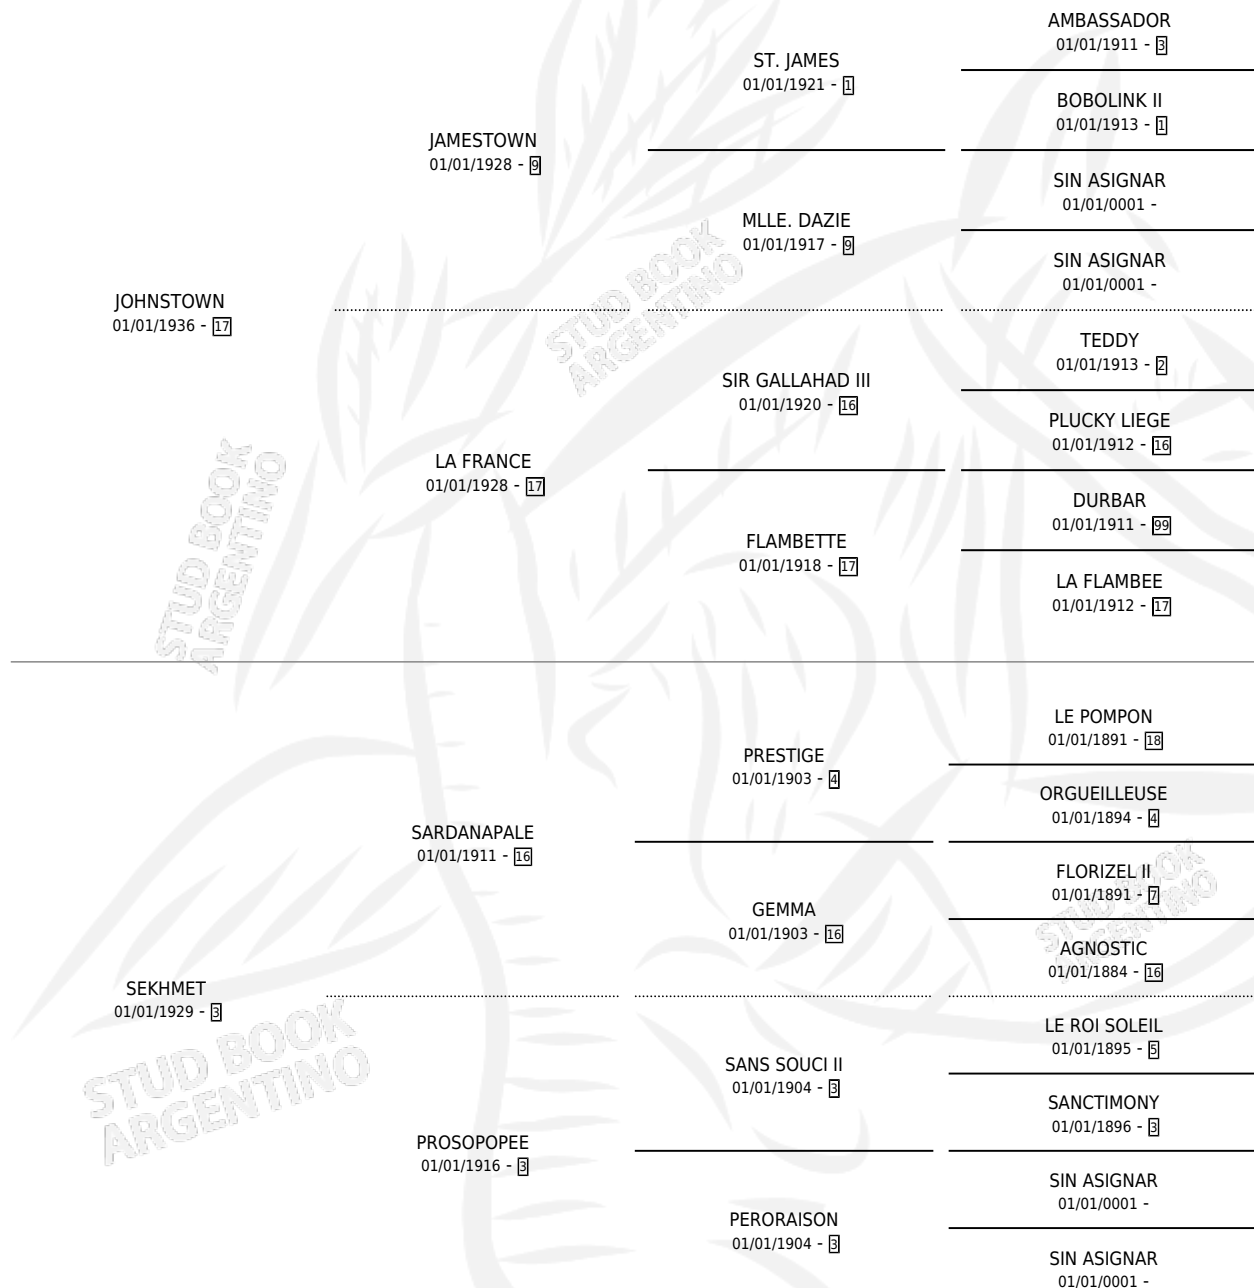 AMBASSADOR
01/01/1911 - 3
ST. JAMES
01/01/1921 - 1
BOBOLINK II
01/01/1913 - 1
JAMESTOWN
01/01/1928 - 9
SIN ASIGNAR
01/01/0001 -
MLLE. DAZIE
01/01/1917 - 9
SIN ASIGNAR
01/01/0001 -
JOHNSTOWN
01/01/1936 - 17
STUD BOOK
ARGENTINO
TEDDY
01/01/1913 - 2
SIR GALLAHAD III
01/01/1920 - 16
PLUCKY LIEGE
01/01/1912 - 16
LA FRANCE
01/01/1928 - 17
DURBAR
01/01/1911 - 99
FLAMBETTE
01/01/1918 - 17
LA FLAMBEE
01/01/1912 - 17
STUD BOOK
ARGENTINO
LE POMPON
01/01/1891 - 18
PRESTIGE
01/01/1903 - 4
ORGUEILLEUSE
01/01/1894 - 4
SARDANAPALE
01/01/1911 - 16
FLORIZEL II
01/01/1891 - 7
GEMMA
01/01/1903 - 16
STUD BOOK
ARGENTINO
AGNOSTIC
01/01/1884 - 16
SEKHMET
01/01/1929 - 3
STUD BOOK
ARGENTINO
LE ROI SOLEIL
01/01/1895 - 5
SANS SOUCI II
01/01/1904 - 3
SANCTIMONY
01/01/1896 - 3
PROSOPOPEE
01/01/1916 - 3
SIN ASIGNAR
01/01/0001 -
PERORAISON
01/01/1904 - 3
SIN ASIGNAR
01/01/0001 -